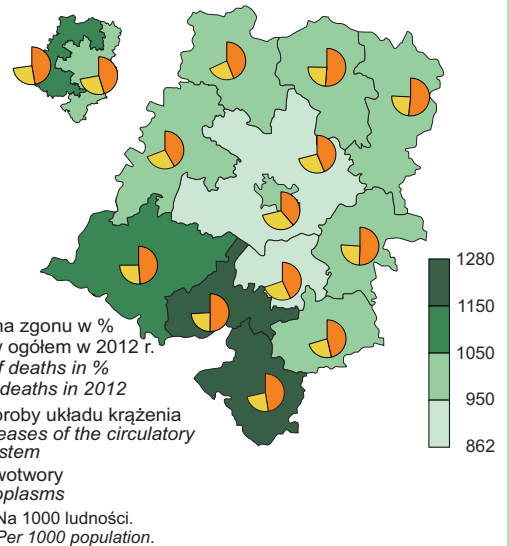 1280
1150
1050
950
862
na zgonu w %
w ogółem w 2012 r.
f deaths in %
deaths in 2012
oroby układu krążenia
eases of the circulatory
stem
wotwory
oplasms
Na 1000 ludności.
Per 1000 population.